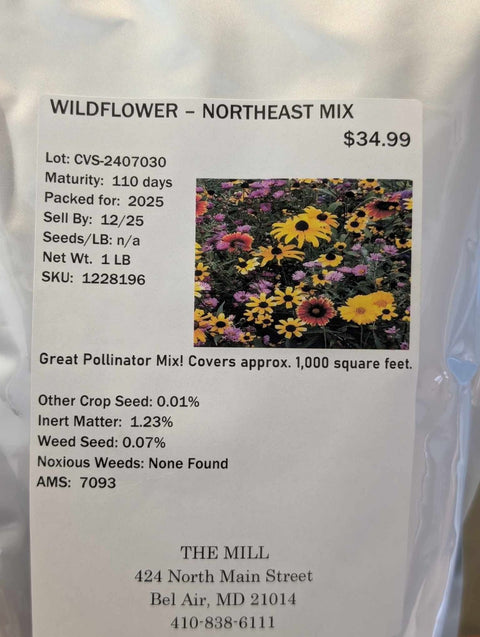 WILDFLOWER – NORTHEAST MIX
$34.99
Lot: CVS-2407030
Maturity: 110 days
Packed for: 2025
Sell By: 12/25
Seeds/LB: n/a
Net Wt. 1 LB
SKU: 1228196
Great Pollinator Mix! Covers approx. 1,000 square feet.
Other Crop Seed: 0.01%
Inert Matter: 1.23%
Weed Seed: 0.07%
Noxious Weeds: None Found
AMS: 7093
THE MILL
424 North Main Street
Bel Air, MD 21014
410-838-6111